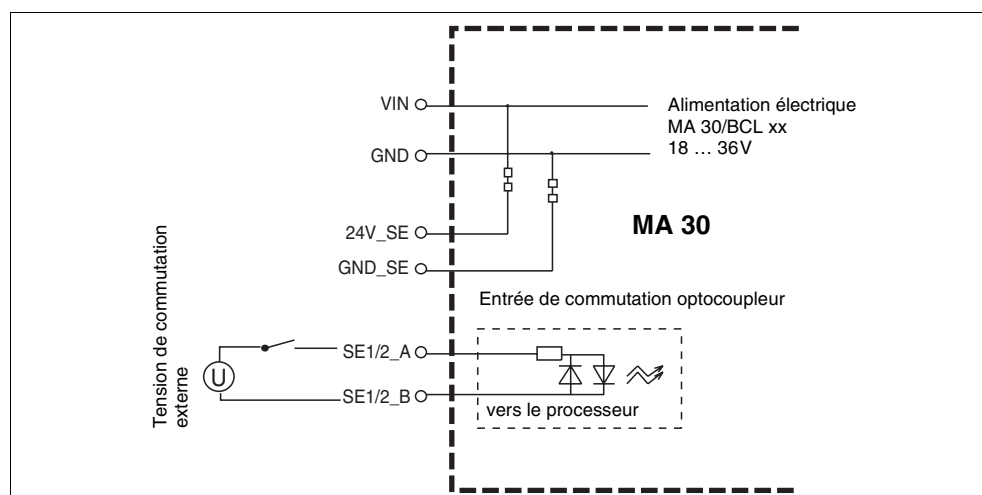 VIN
Alimentation électrique
MA 30/BCL xx
18 ... 36V
GND
MA 30
24V_SE
GND_SE
Entrée de commutation optocoupleur
Tension de commutation
externe
SE1/2_A
U
SE1/2_B
vers le processeur